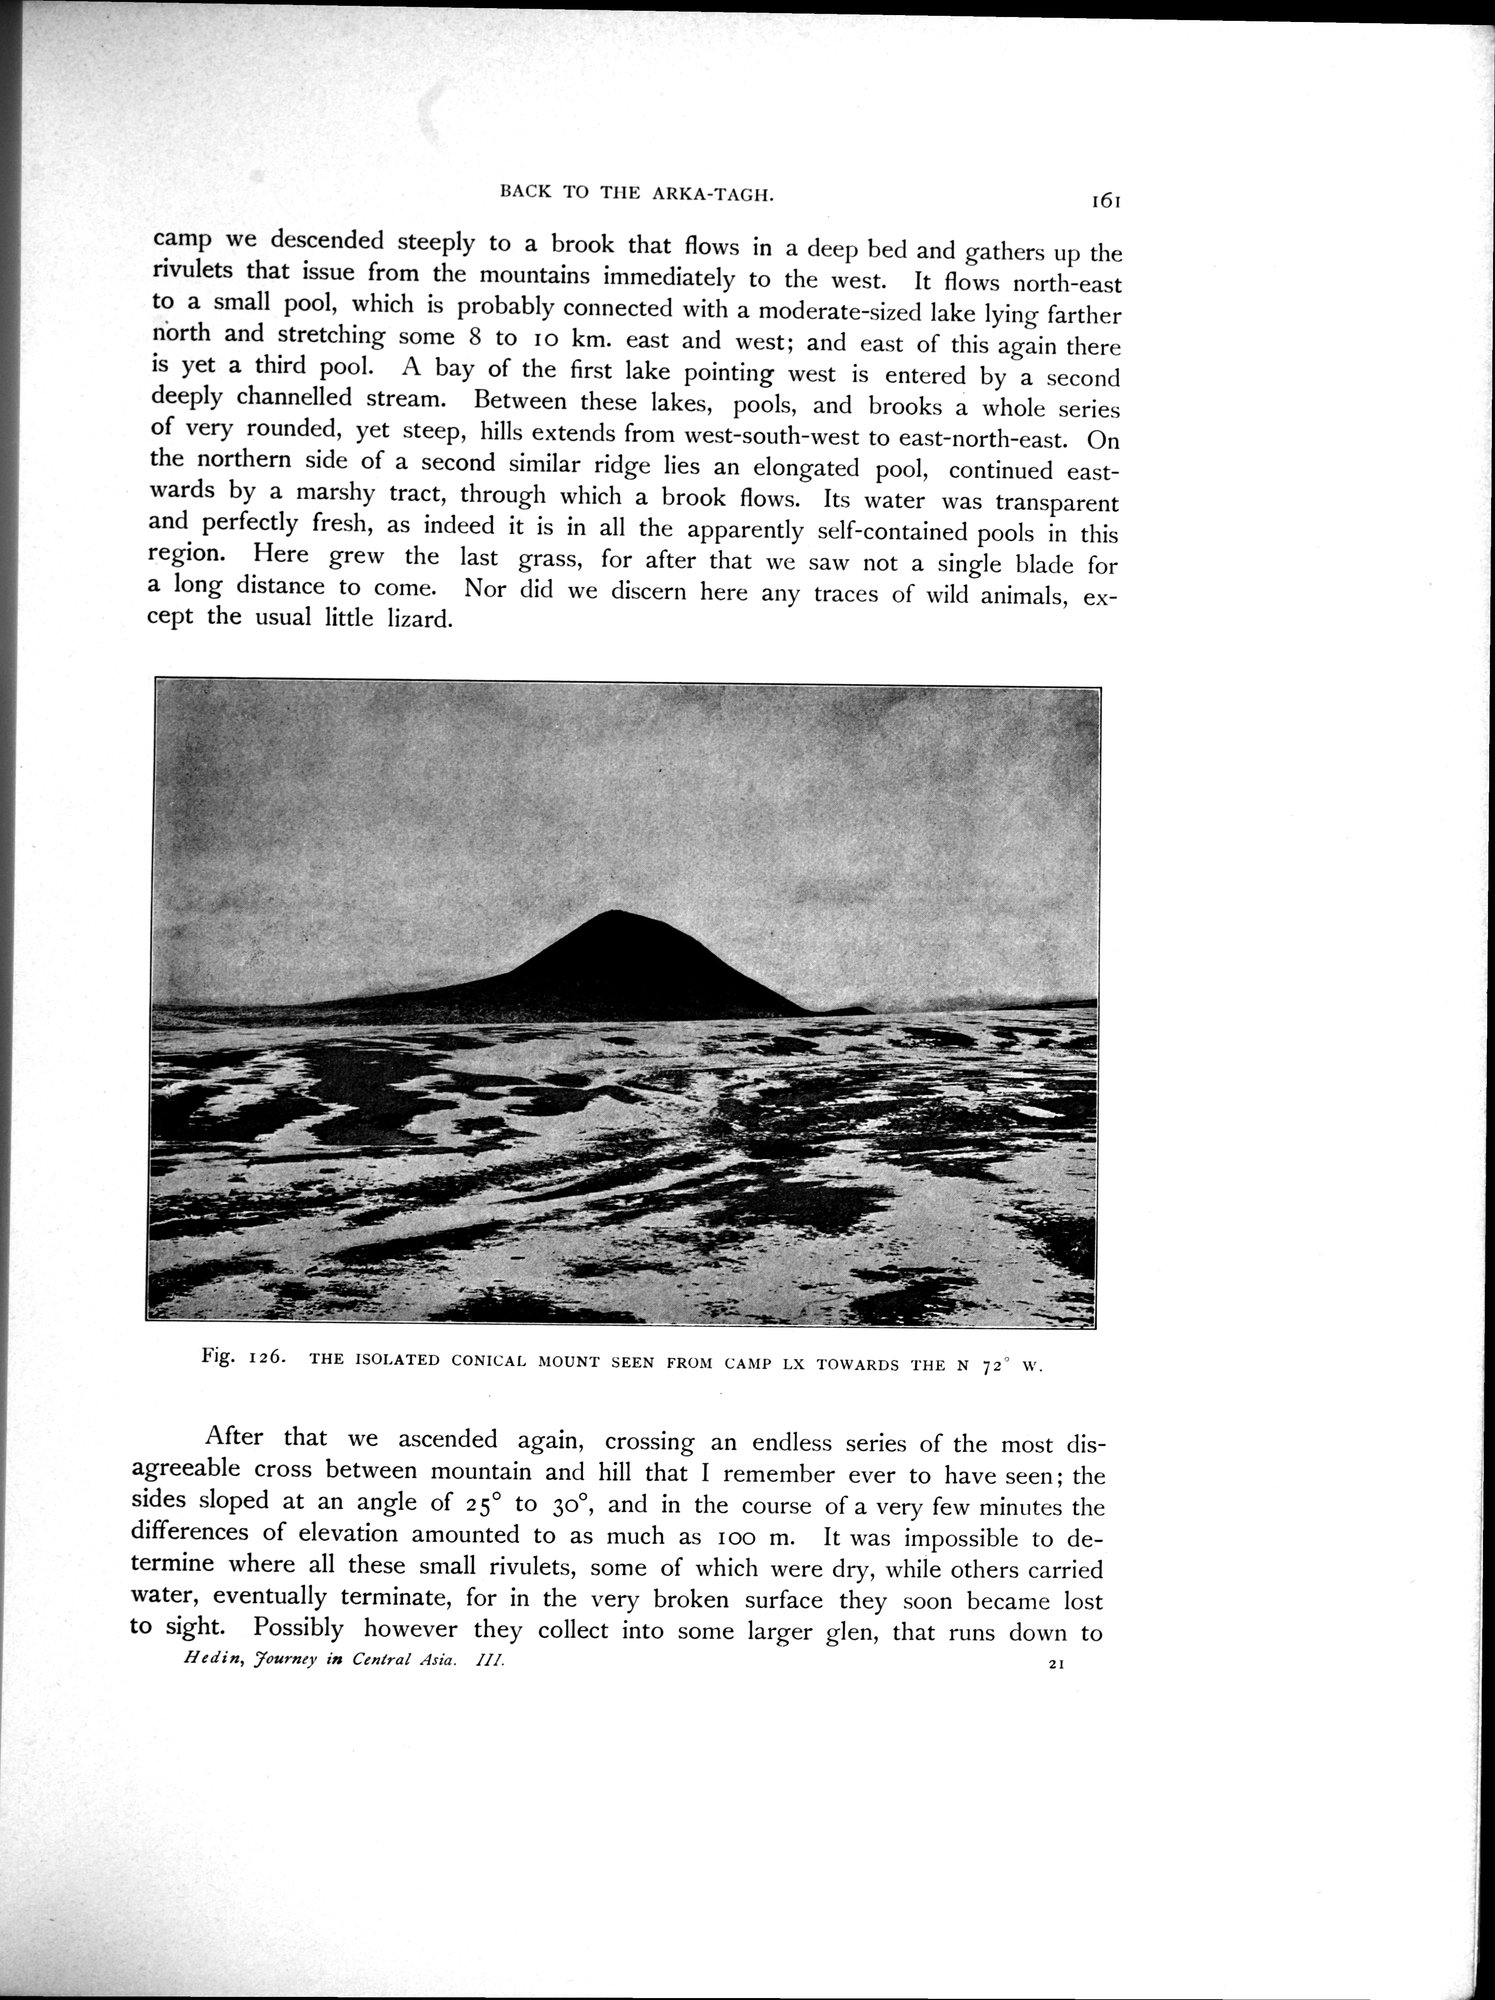 BACK TO THE ARKA-TAGH.
161
camp we descended steeply to a brook that flows in a deep bed and gathers up the
rivulets that issue from the mountains immediately to the west. It flows north-east
to a small pool, which is probably connected with a moderate-sized lake lying farther
north and stretching some 8 to 10 km. east and west; and east of this again there
is yet a third pool. A bay of the first lake pointing west is entered by a second
deeply channelled stream. Between these lakes, pools, and brooks a whole series
of very rounded, yet steep, hills extends from west-south-west to east-north-east. On
the northern side of a second similar ridge lies an elongated pool, continued east-
wards by a marshy tract, through which a brook flows. Its water was transparent
and perfectly fresh, as indeed it is in all the apparently self-contained pools in this
region. Here grew the last grass, for after that we saw not a single blade for
a long distance to come. Nor did we discern here any traces of wild animals, ex-
cept the usual little lizard.
Fig. 126. THE ISOLATED CONICAL MOUNT SEEN FROM CAMP LX TOWARDS THE N 72° W.
After that we ascended again, crossing an endless series of the most dis-
agreeable cross between mountain and hill that I remember ever to have seen; the
sides sloped at an angle of 25° to 30°, and in the course of a very few minutes the
differences of elevation amounted to as much as 100 m. It was impossible to de-
termine where all these small rivulets, some of which were dry, while others carried
water, eventually terminate, for in the very broken surface they soon became lost
to sight. Possibly however they collect into some larger glen, that runs down to
Hedin, Journey in Central Asia. III.
21